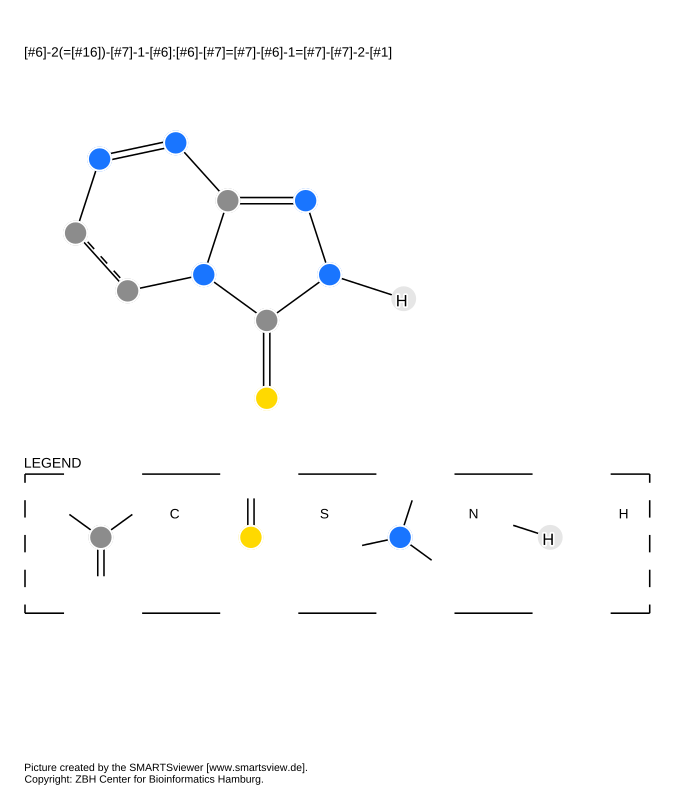 [#6]-2(=[#16])-[#7]-1-[#6]:[#6]-[#7]=[#7]-[#6]-1=[#7]-[#7]-2-[#1]
H
LEGEND
C S N H H
Picture created by the SMARTSviewer [www.smartsview.de].
Copyright: ZBH Center for Bioinformatics Hamburg.